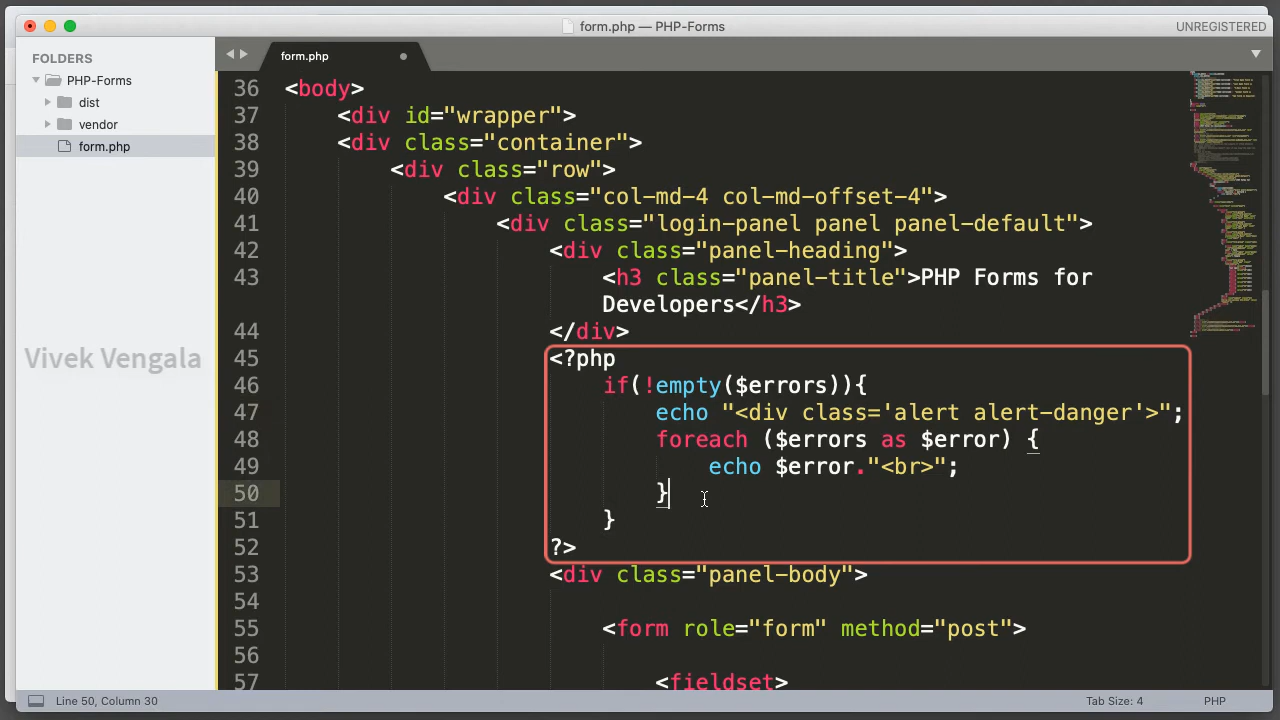 form.php — PHP-Forms
UNREGISTERED
FOLDERS
PHP-Forms
dist
vendor
form.php
Vivek Vengala
form.php
36 <body>
37 <div id="wrapper">
38 <div class="container">
39 <div class="row">
40 <div class="col-md-4 col-md-offset-4">
41 <div class="login-panel panel panel-default">
42 <div class="panel-heading">
43 <h3 class="panel-title">PHP Forms for
Developers</h3>
44 </div>
45 <?php
46 if(!empty($errors)){
47 echo "<div class='alert alert-danger'>";
48 foreach ($errors as $error) {
49 echo $error."<br>";
50 }
51 }
52 ?>
53 <div class="panel-body">
54
55 <form role="form" method="post">
56
57 <fieldset>
Line 50, Column 30
Tab Size: 4
PHP